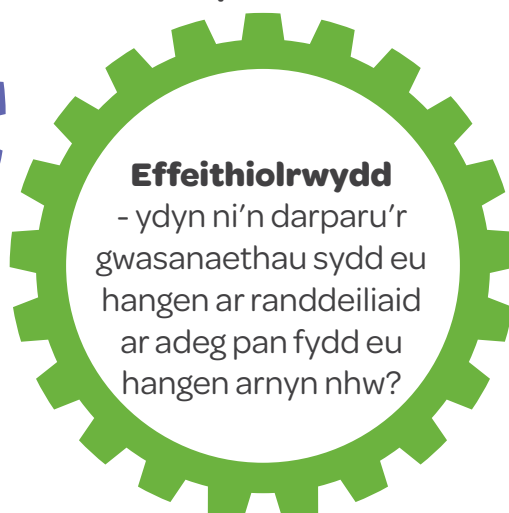 Effeithiolrwydd
- ydyn ni'n darparu'r
gwasanaethau sydd eu
hangen ar randdeiliaid
ar adeg pan fydd eu
hangen arnyn nhw?